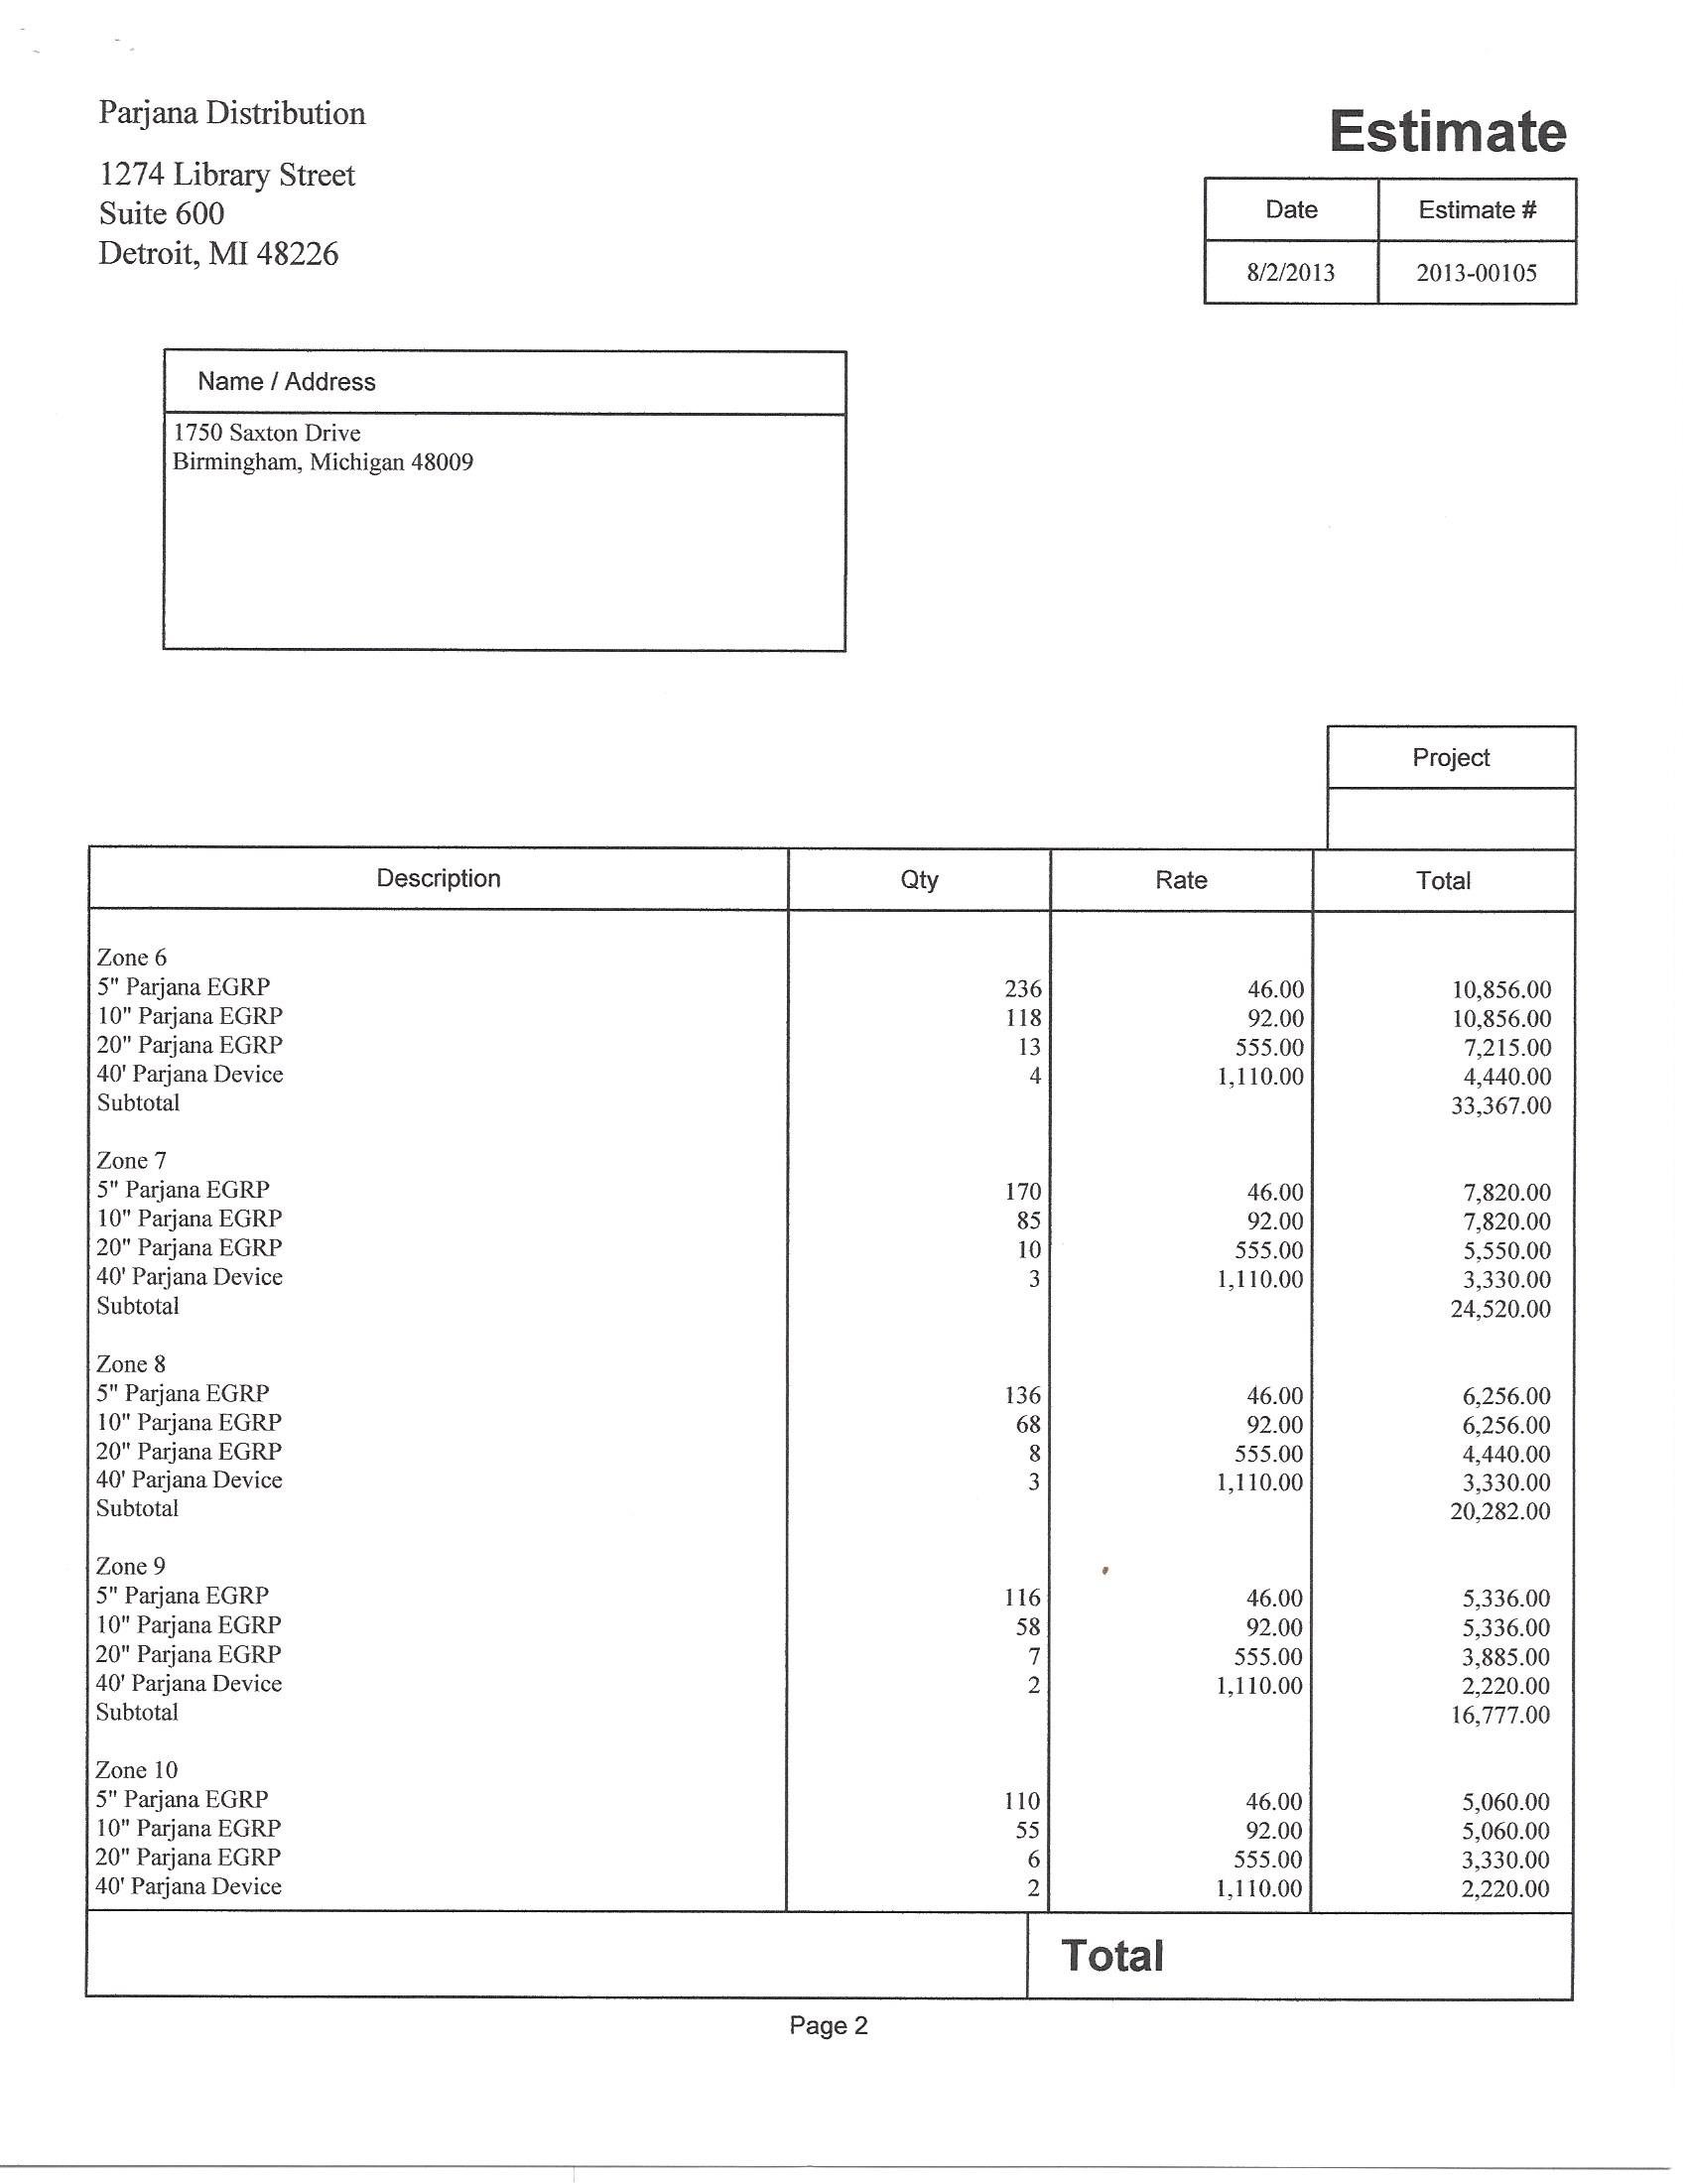 Parjana Distribution
1274 Library Street
Suite 600
Detroit, MI 48226
Estimate
Date Estimate #
8/2/2013 2013-00105
Name / Address
1750 Saxton Drive
Birmingham, Michigan 48009
Project
Description Qty Rate Total
Zone 6
5" Parjana EGRP 236 46.00 10,856.00
10" Parjana EGRP 118 92.00 10,856.00
20" Parjana EGRP 13 555.00 7,215.00
40' Parjana Device 4 1,110.00 4,440.00
Subtotal 33,367.00
Zone 7
5" Parjana EGRP 170 46.00 7,820.00
10" Parjana EGRP 85 92.00 7,820.00
20" Parjana EGRP 10 555.00 5,550.00
40' Parjana Device 3 1,110.00 3,330.00
Subtotal 24,520.00
Zone 8
5" Parjana EGRP 136 46.00 6,256.00
10" Parjana EGRP 68 92.00 6,256.00
20" Parjana EGRP 8 555.00 4,440.00
40' Parjana Device 3 1,110.00 3,330.00
Subtotal 20,282.00
Zone 9
5" Parjana EGRP 116 46.00 5,336.00
10" Parjana EGRP 58 92.00 5,336.00
20" Parjana EGRP 7 555.00 3,885.00
40' Parjana Device 2 1,110.00 2,220.00
Subtotal 16,777.00
Zone 10
5" Parjana EGRP 110 46.00 5,060.00
10" Parjana EGRP 55 92.00 5,060.00
20" Parjana EGRP 6 555.00 3,330.00
40' Parjana Device 2 1,110.00 2,220.00
Total
Page 2